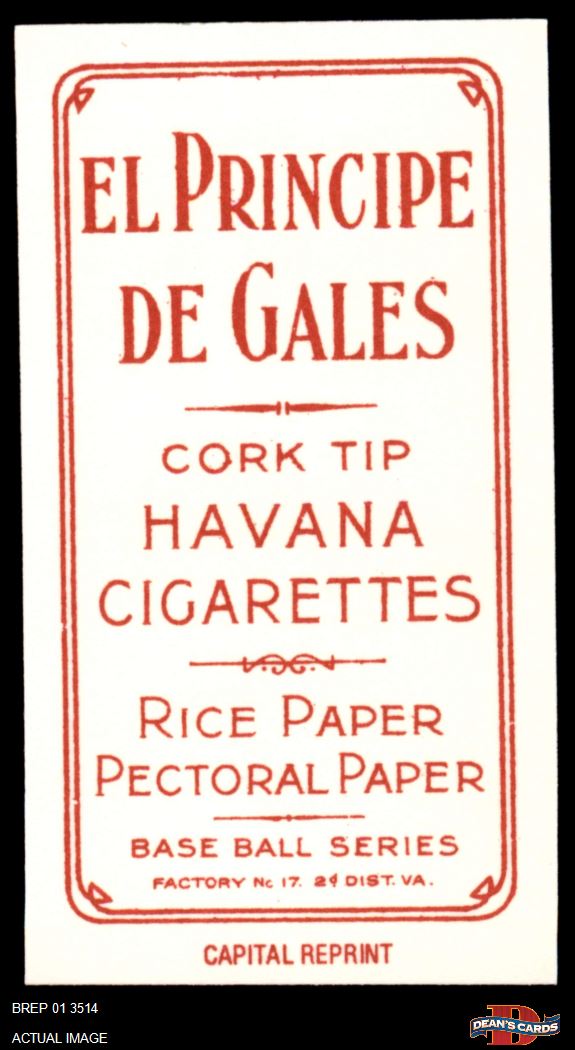 EL PRINCIPE
DE GALES
CORK TIP
HAVANA
CIGARETTES
RICE PAPER
PECTORAL PAPER
BASE BALL SERIES
FACTORY No 17. 2d DIST. VA.
CAPITAL REPRINT
BREP 01 3514
ACTUAL IMAGE
D
DEAN'S CARDS